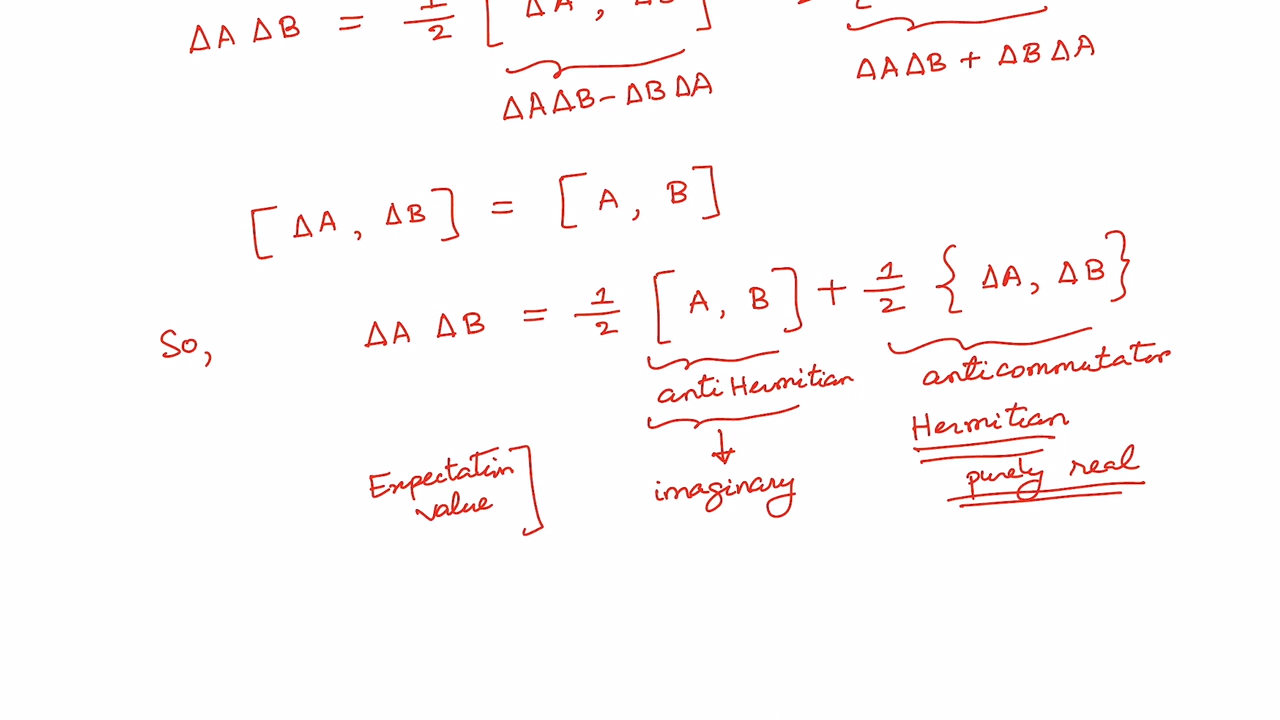 ΔA ΔB = 1/2 [ΔA, ]
ΔAΔB - ΔBΔA
ΔAΔB + ΔBΔA
[ΔA, ΔB] = [A, B]
So, ΔA ΔB = 1/2 [A, B] + 1/2 {ΔA, ΔB}
anti Hermitian
anticommutator
Hermitian
Expectation value]
imaginary
purely real